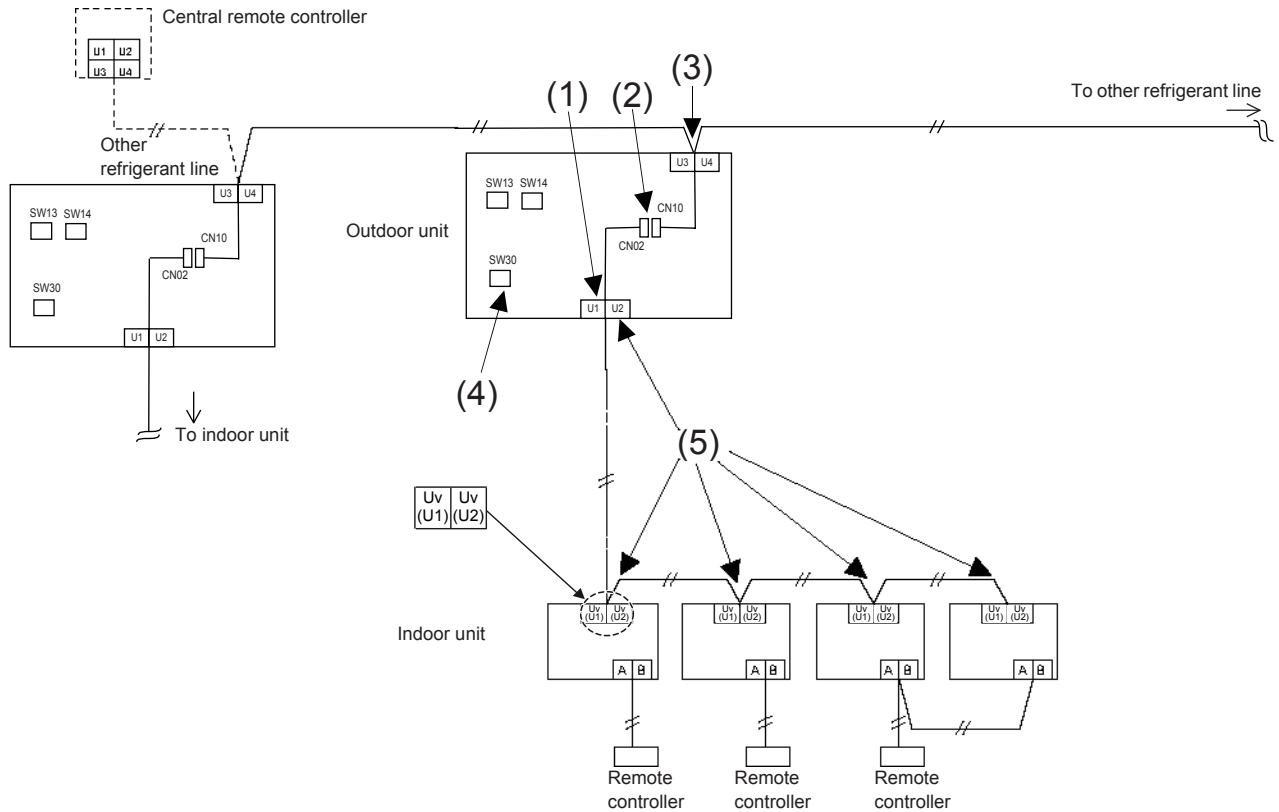 Central remote controller
U1 U2
U3 U4
(1) (2) (3)
To other refrigerant line
Other
refrigerant line
U3 U4
SW13 SW14
CN10
CN02
SW30
U1 U2
To indoor unit
Outdoor unit
U3 U4
SW13 SW14
CN10
CN02
SW30
U1 U2
(4)
(5)
Uv Uv
(U1) (U2)
Indoor unit
Uv Uv
(U1) (U2)
A B
Uv Uv
(U1) (U2)
A B
Uv Uv
(U1) (U2)
A B
Uv Uv
(U1) (U2)
A B
Remote
controller
Remote
controller
Remote
controller